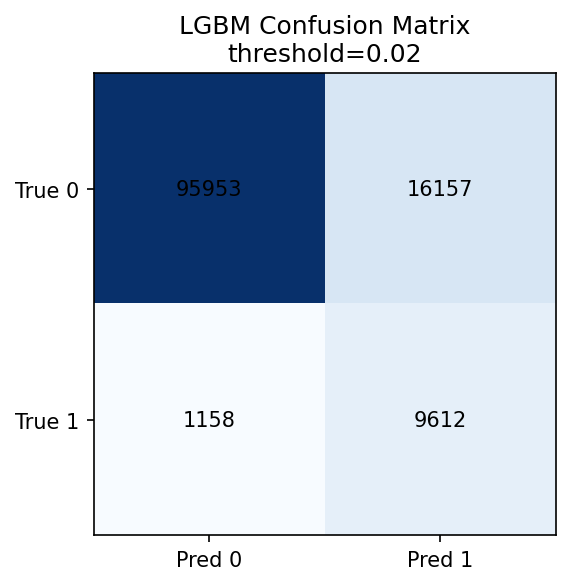 LGBM Confusion Matrix
threshold=0.02
True 0
95953
16157
True 1
1158
9612
Pred 0
Pred 1